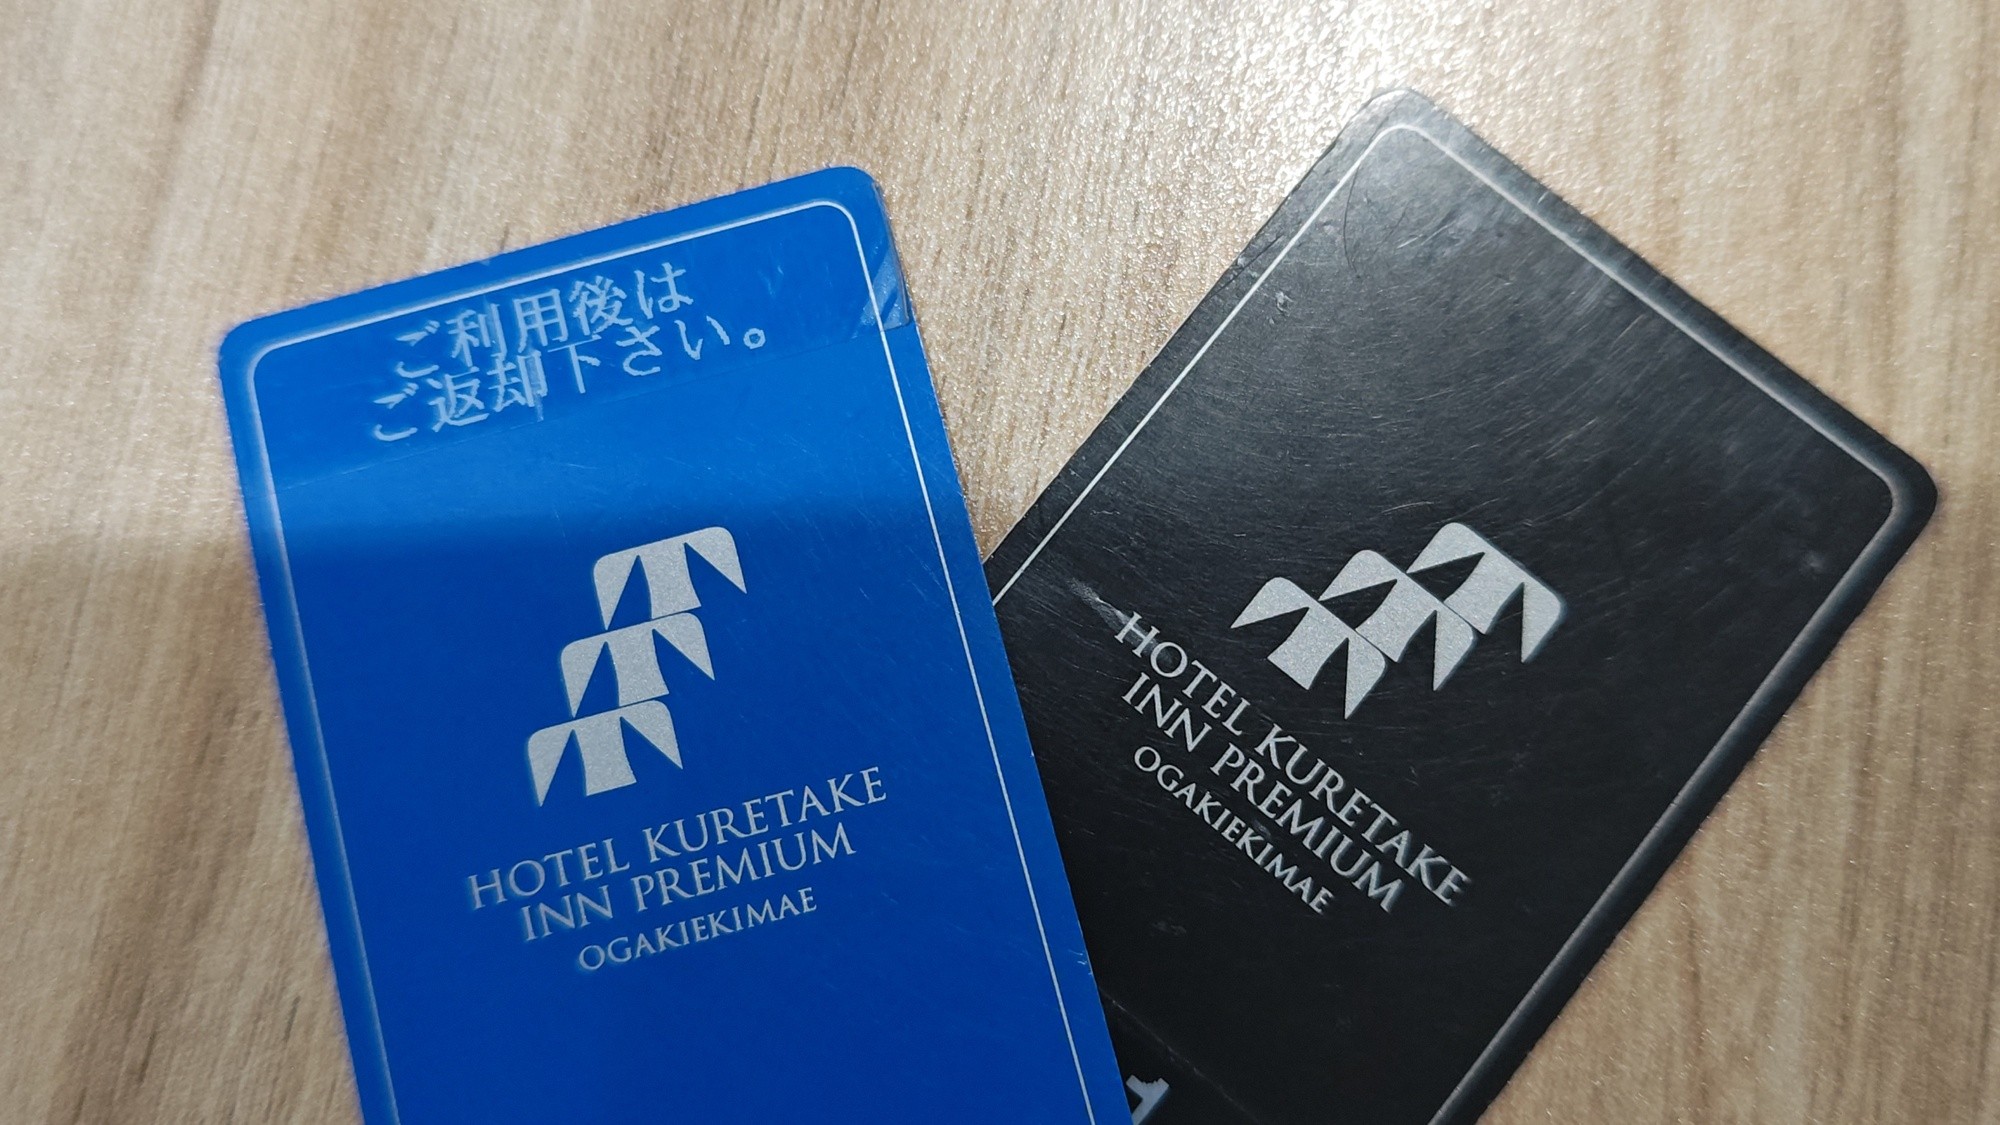 ご利用後は
ご返却下さい。
HOTEL KURETAKE
INN PREMIUM
OGAKIEKIMAE
HOTEL KURETAKE
INN PREMIUM
OGAKIEKIMAE